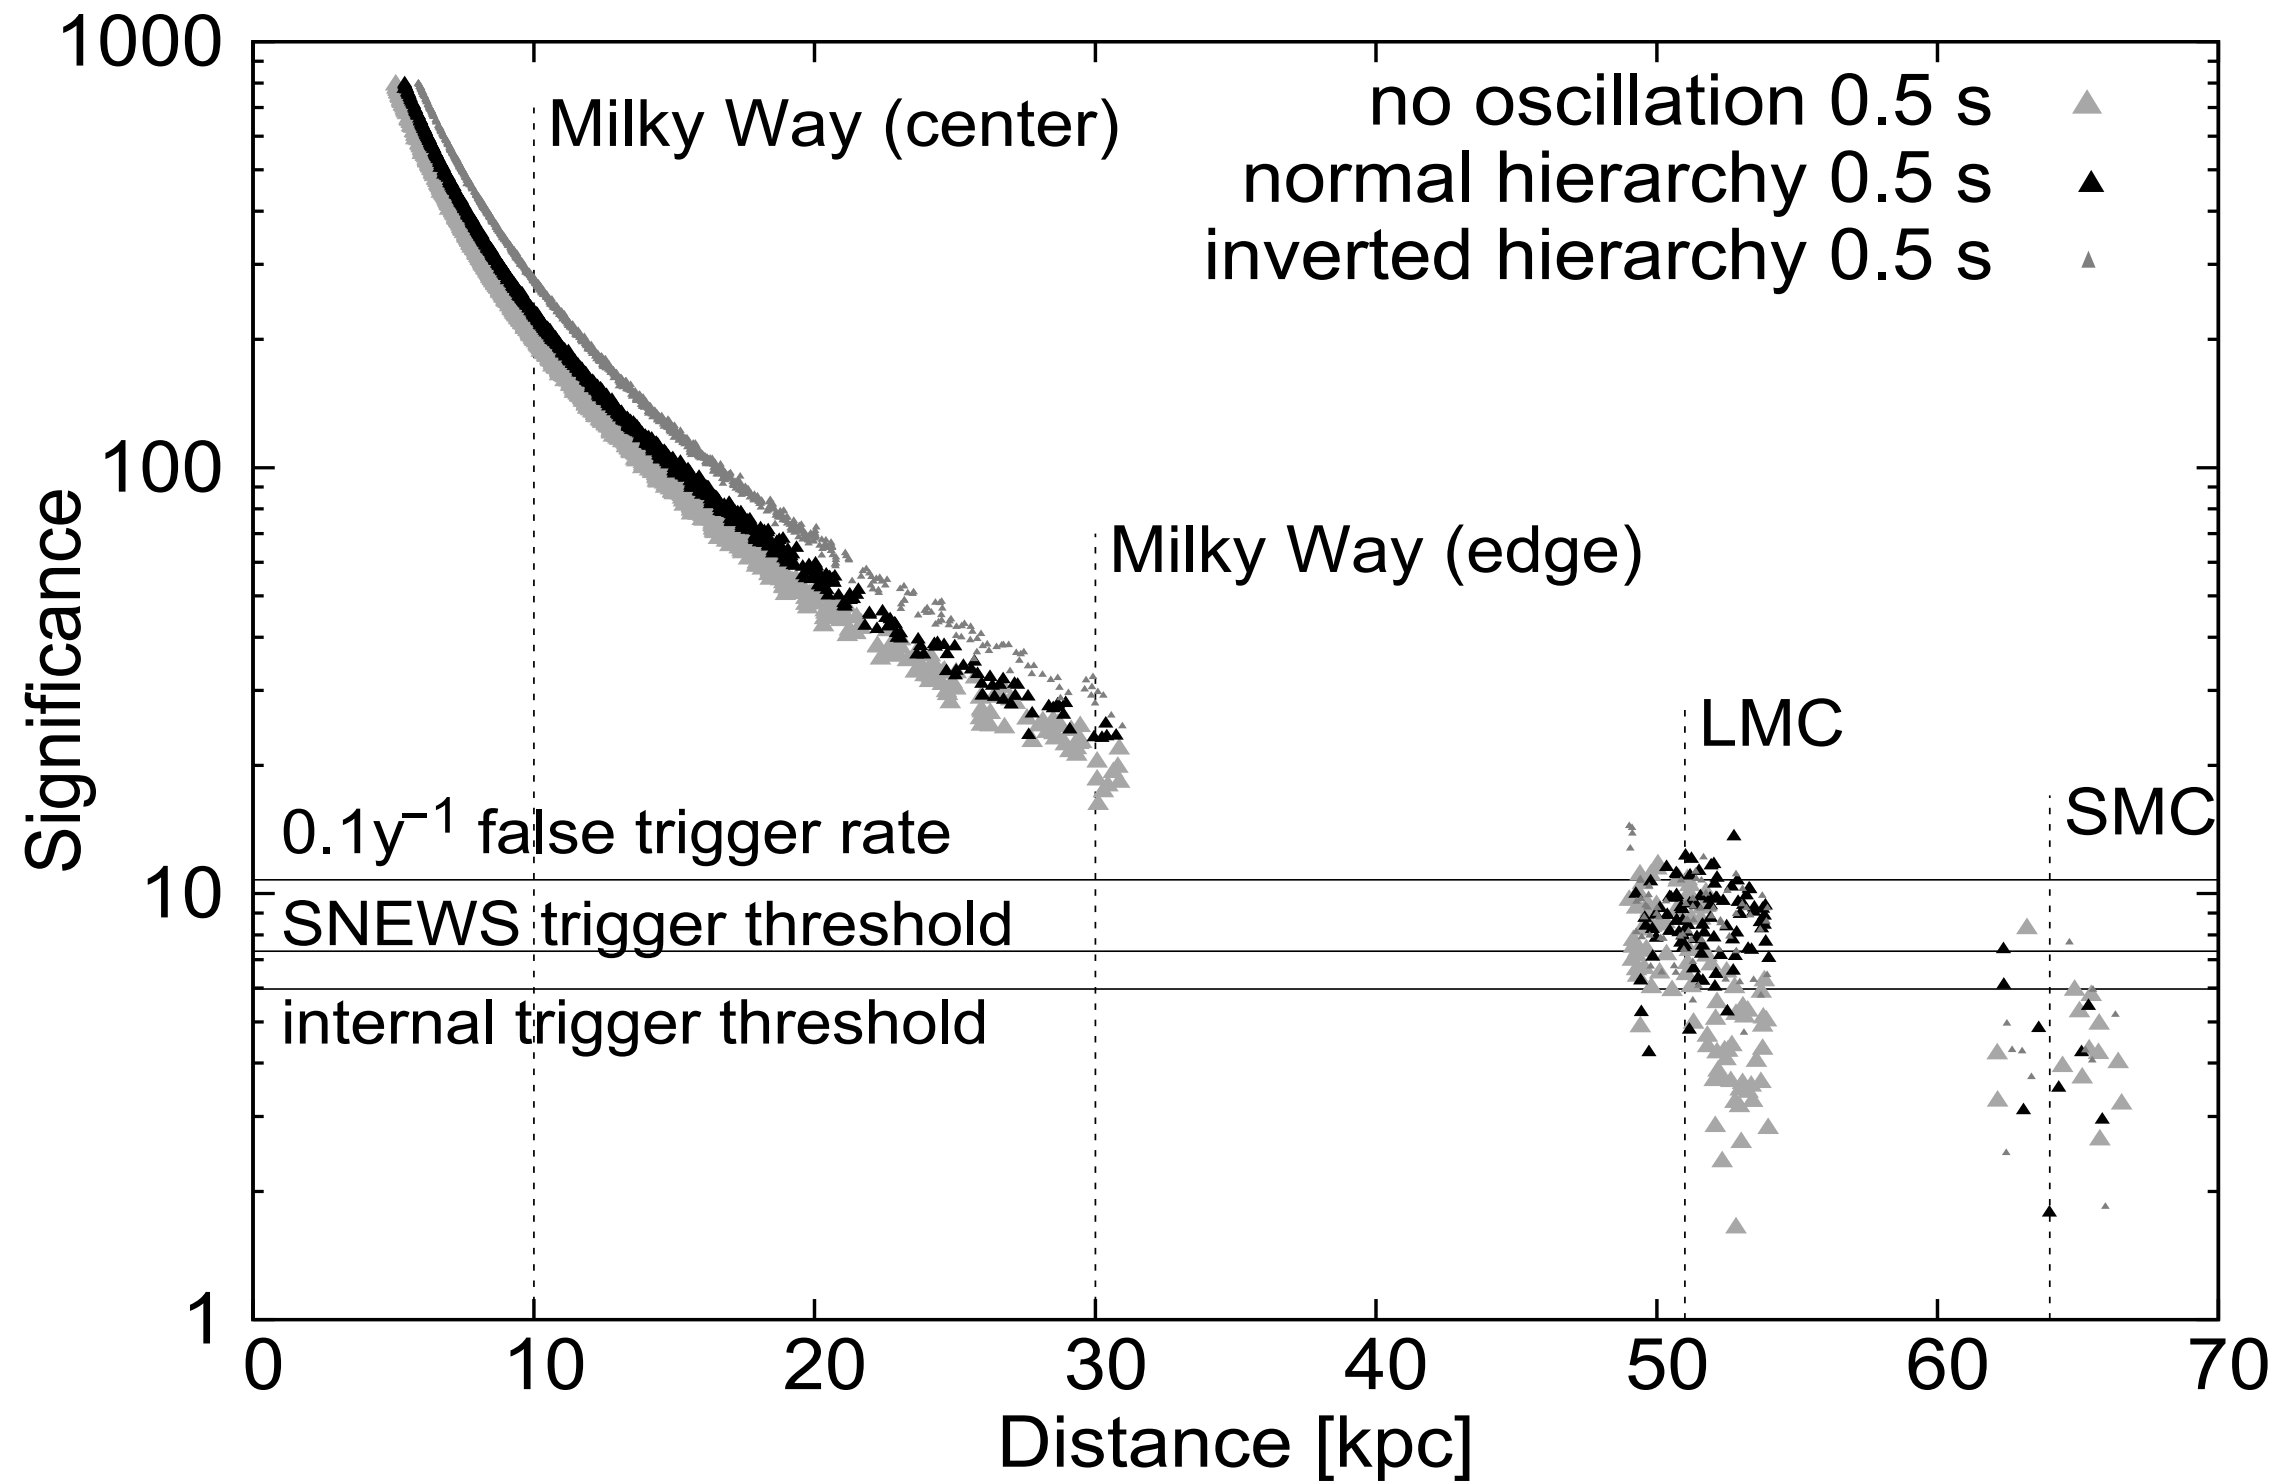 1000
100
10
1
Significance
Milky Way (center)
no oscillation 0.5 s
normal hierarchy 0.5 s
inverted hierarchy 0.5 s
Milky Way (edge)
LMC
SMC
0.1y⁻¹ false trigger rate
SNEWS trigger threshold
internal trigger threshold
0 10 20 30 40 50 60 70
Distance [kpc]